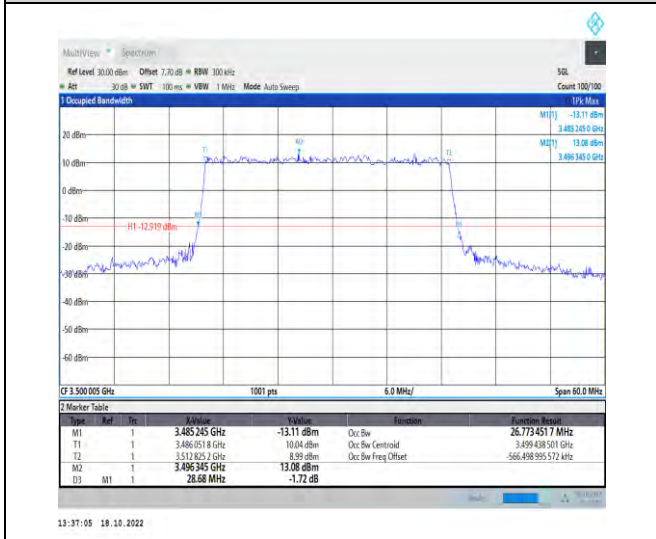 MultiView Spectrum
Ref Level 30.00 dBm Offset 7.70 dB RBW 300 kHz SGL
Att 30 dB SWT 100 ms VBW 1 MHz Mode Auto Sweep Count 100/100
1 Occupied Bandwidth 1Pk Max
M1[1] -13.11 dBm
3.485 245 0 GHz
M2[1] 13.08 dBm
3.496 345 0 GHz
20 dBm
T1 M2 T2
10 dBm
0 dBm
-10 dBm
H1 -12.919 dBm
-20 dBm
-30 dBm
-40 dBm
-50 dBm
-60 dBm
CF 3.500 005 GHz 1001 pts 6.0 MHz/ Span 60.0 MHz
2 Marker Table
Type Ref Trc X-Value Y-Value Function Function Result
M1 1 3.485 245 GHz -13.11 dBm Occ Bw 26.773 451 7 MHz
T1 1 3.486 051 8 GHz 10.04 dBm Occ Bw Centroid 3.499 438 501 GHz
T2 1 3.512 825 2 GHz 8.99 dBm Occ Bw Freq Offset -566.498 995 572 kHz
M2 1 3.496 345 GHz 13.08 dBm
D3 M1 1 28.68 MHz -1.72 dB
13:37:05 18.10.2022